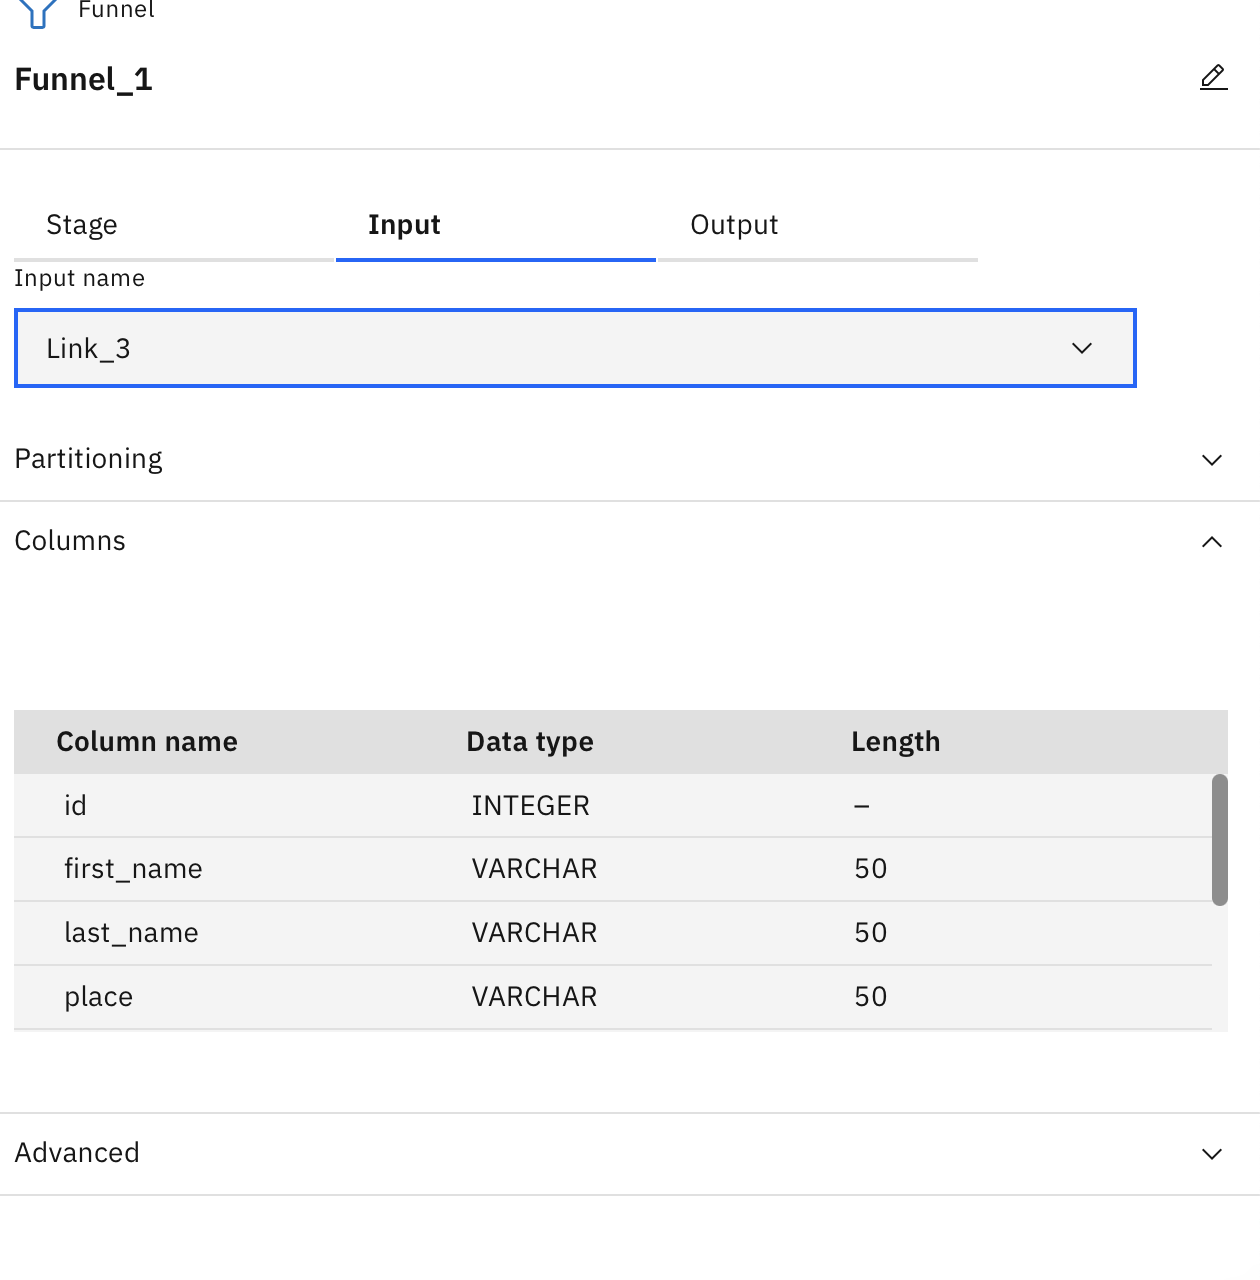 Funnel
Funnel_1
Stage Input Output
Input name
Link_3
Partitioning
Columns
Column name Data type Length
id INTEGER –
first_name VARCHAR 50
last_name VARCHAR 50
place VARCHAR 50
Advanced